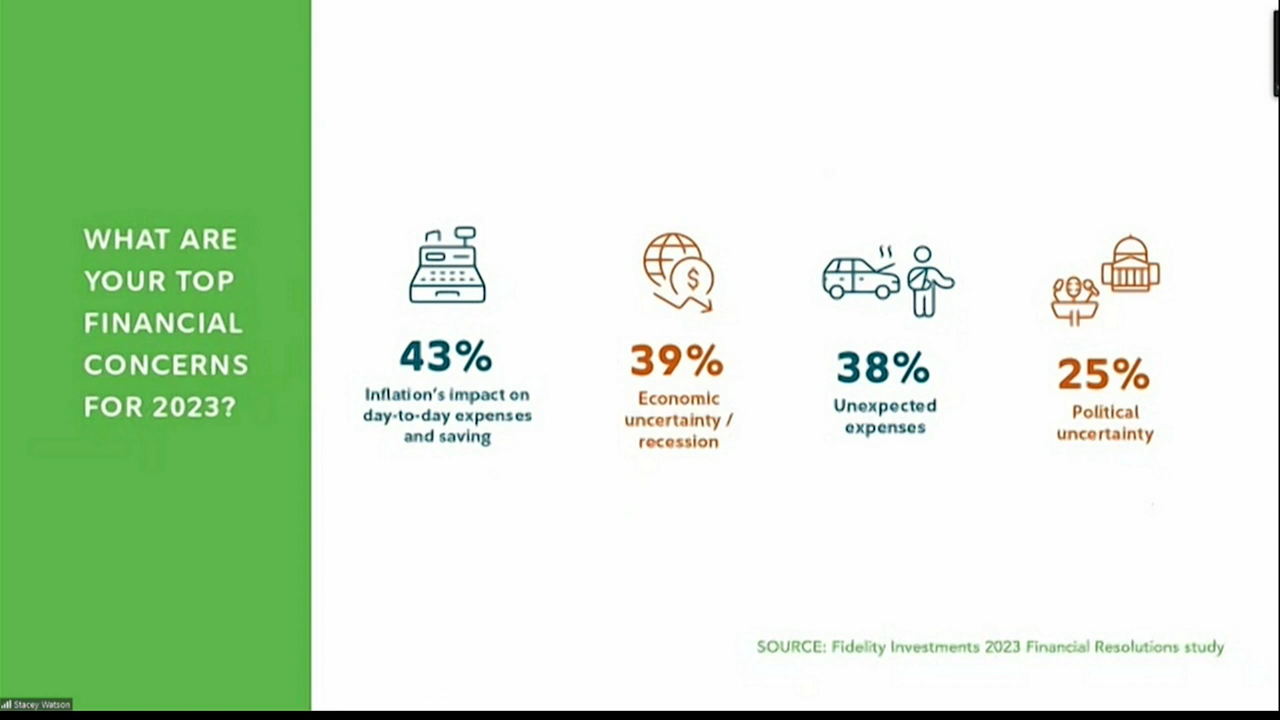 WHAT ARE
YOUR TOP
FINANCIAL
CONCERNS
FOR 2023?
43%
Inflation's impact on
day-to-day expenses
and saving
$
39%
Economic
uncertainty /
recession
38%
Unexpected
expenses
25%
Political
uncertainty
SOURCE: Fidelity Investments 2023 Financial Resolutions study
Stacey Watson